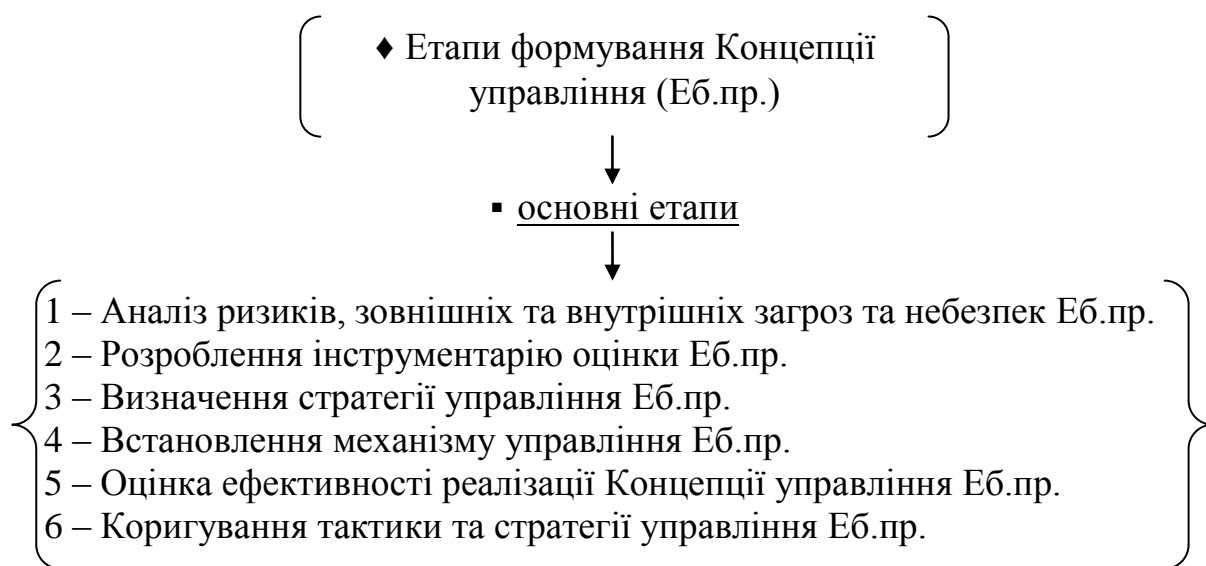 ♦ Етапи формування Концепції
управління (Еб.пр.)
▪ основні етапи
1 – Аналіз ризиків, зовнішніх та внутрішніх загроз та небезпек Еб.пр.
2 – Розроблення інструментарію оцінки Еб.пр.
3 – Визначення стратегії управління Еб.пр.
4 – Встановлення механізму управління Еб.пр.
5 – Оцінка ефективності реалізації Концепції управління Еб.пр.
6 – Коригування тактики та стратегії управління Еб.пр.